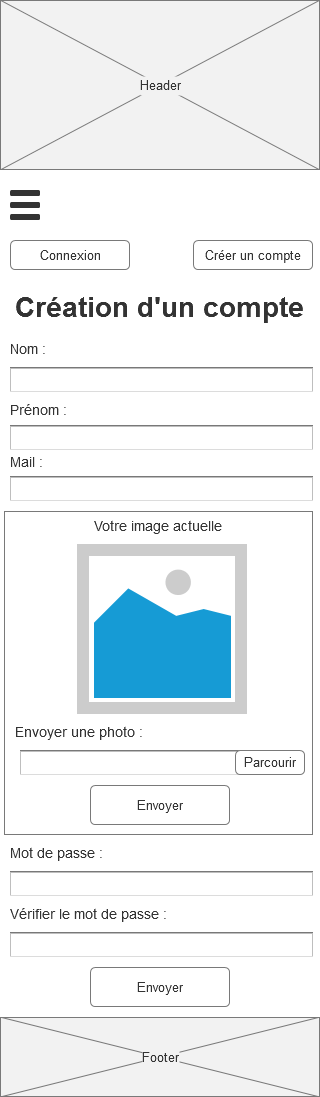 Header
Connexion
Créer un compte
Création d'un compte
Nom :
Prénom :
Mail :
Votre image actuelle
Envoyer une photo :
Parcourir
Envoyer
Mot de passe :
Vérifier le mot de passe :
Envoyer
Footer